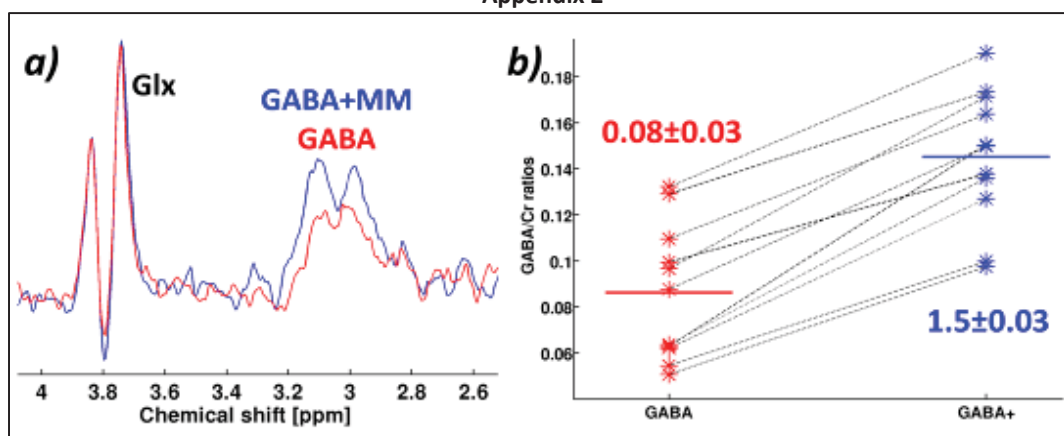 a)
Glx
GABA+MM
GABA
4 3.8 3.6 3.4 3.2 3 2.8 2.6
Chemical shift [ppm]
b)
GABA/Cr ratios
0.18
0.16
0.14
0.12
0.1
0.08
0.06
0.08±0.03
1.5±0.03
GABA GABA+